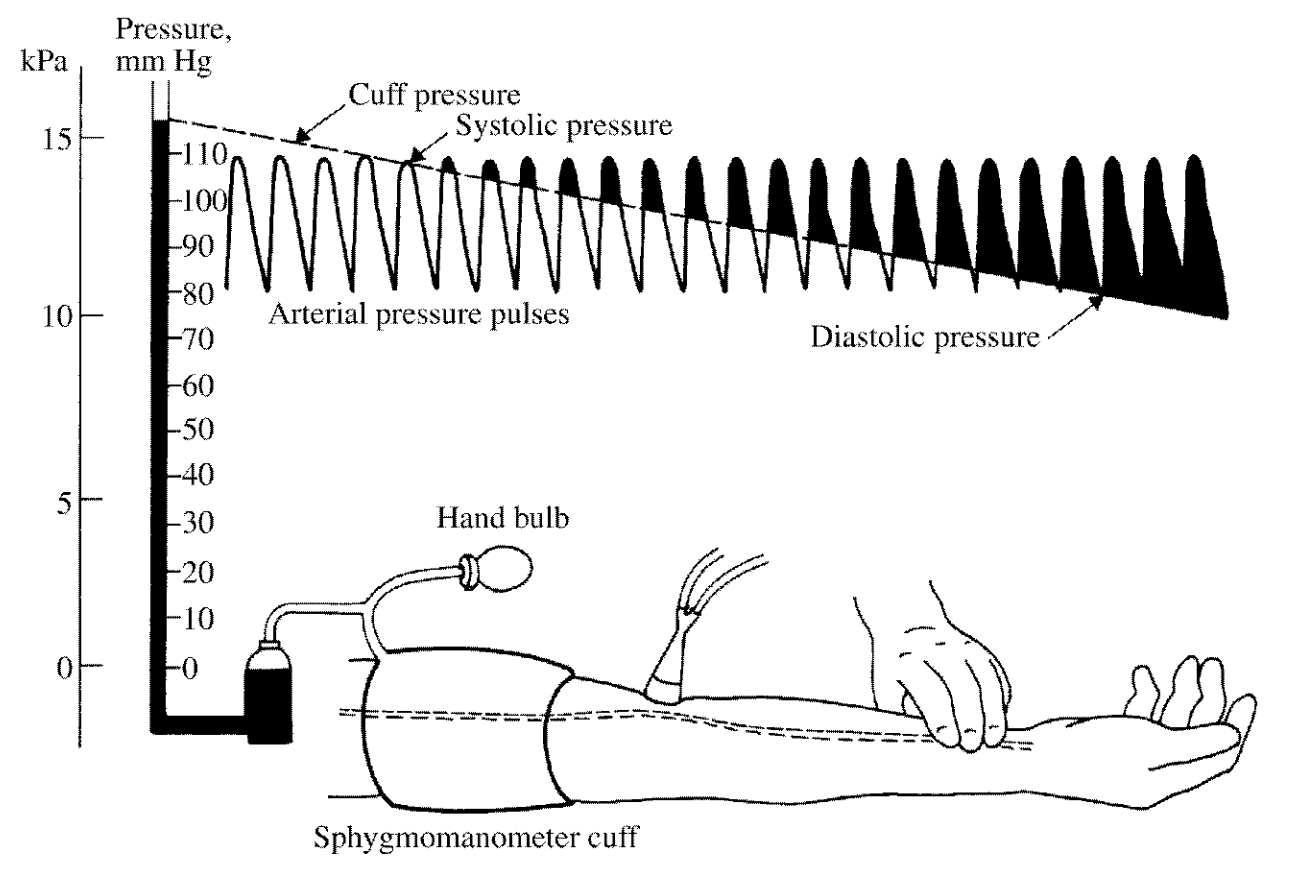 Pressure,
kPa mm Hg
Cuff pressure
Systolic pressure
15
110
100
90
80
Arterial pressure pulses
10
70
Diastolic pressure
60
50
40
5
30
Hand bulb
20
10
0
0
Sphygmomanometer cuff